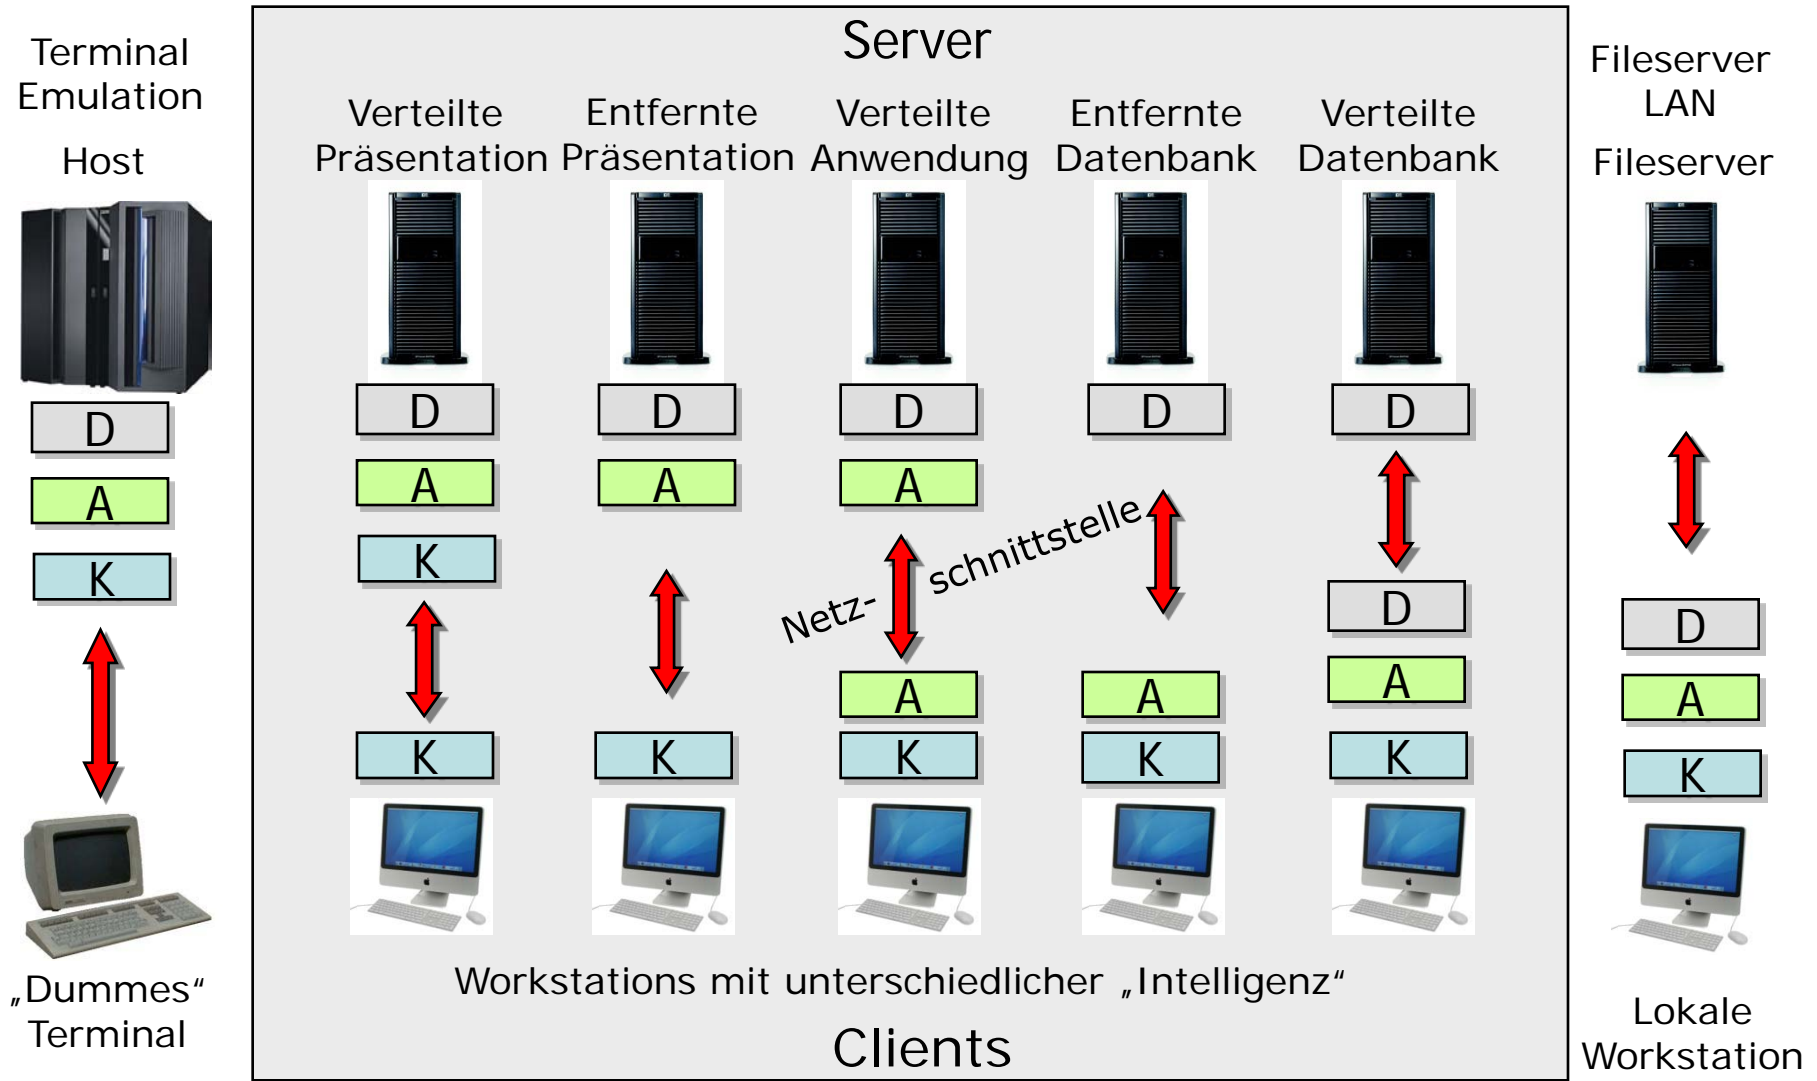 Server
Terminal
Emulation
Host
Verteilte
Präsentation
Entfernte
Präsentation
Verteilte
Anwendung
Entfernte
Datenbank
Verteilte
Datenbank
Fileserver
LAN
Fileserver
D
A
K
D
A
K
K
D
A
K
D
A
A
K
D
A
K
D
D
A
K
D
A
K
Netz- schnittstelle
„Dummes“
Terminal
Workstations mit unterschiedlicher „Intelligenz“
Clients
Lokale
Workstation